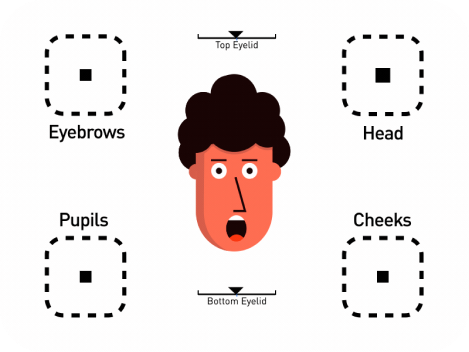 Top Eyelid
Eyebrows
Head
Pupils
Cheeks
Bottom Eyelid